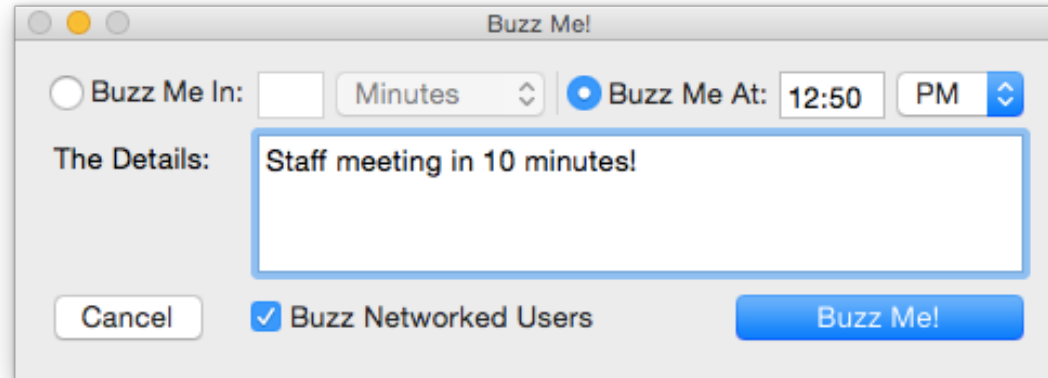 Buzz Me!
Buzz Me In: Minutes Buzz Me At: 12:50 PM
The Details: Staff meeting in 10 minutes!
Cancel Buzz Networked Users Buzz Me!